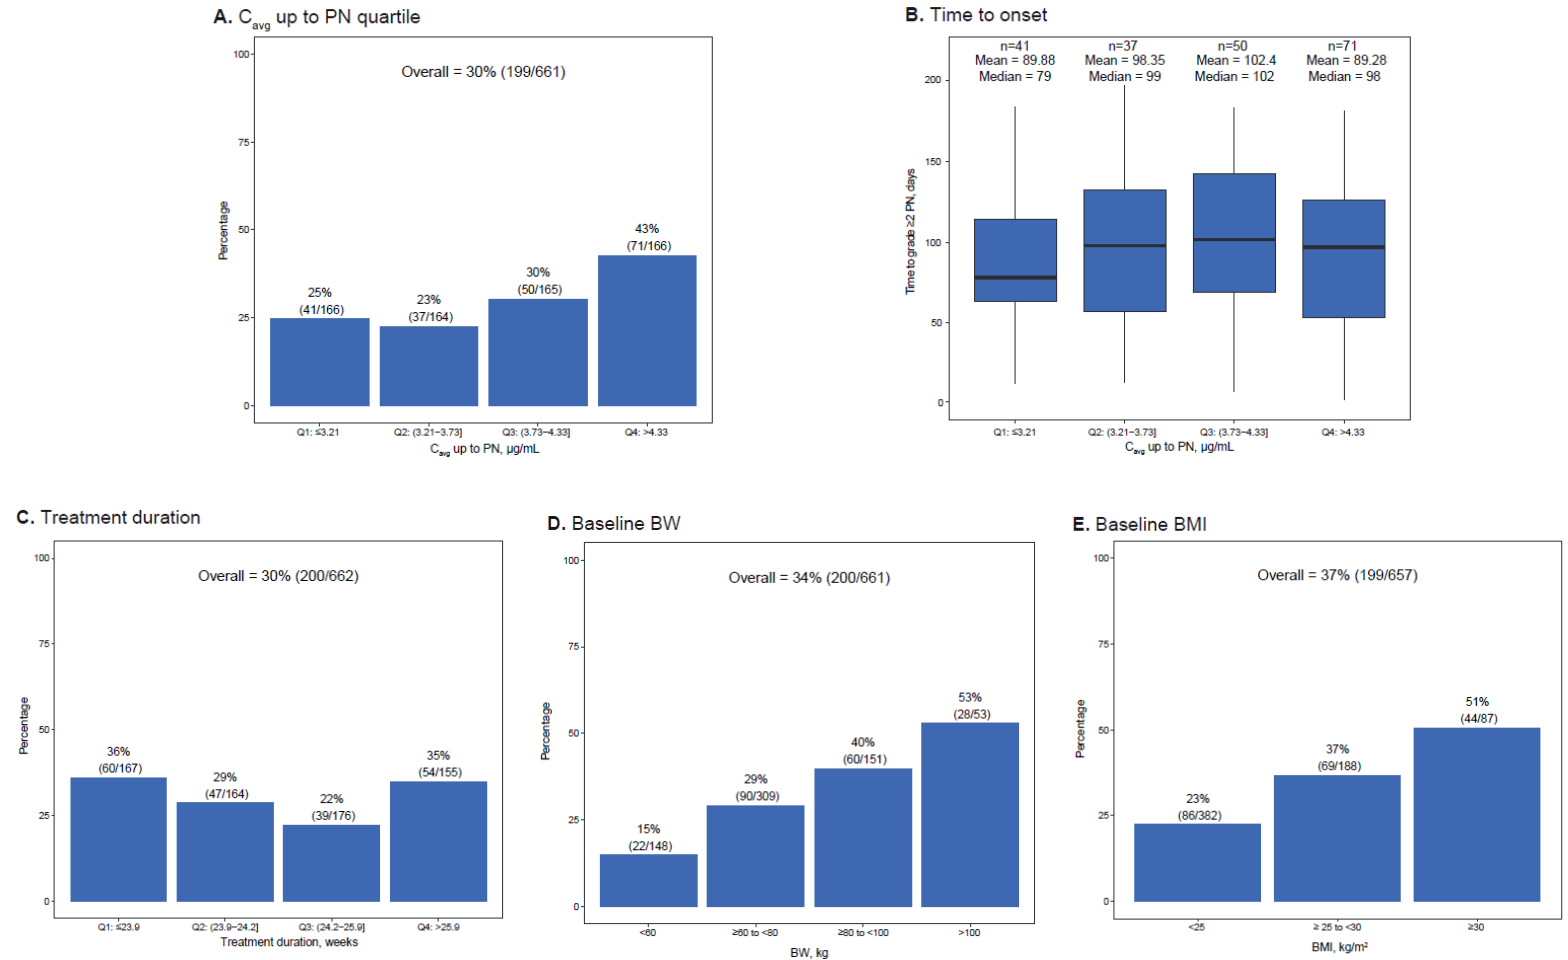 A. Cavg up to PN quartile
Overall = 30% (199/661)
Percentage
100
75
50
25
0
25%
(41/166)
23%
(37/164)
30%
(50/165)
43%
(71/166)
Q1: ≤3.21
Q2: (3.21–3.73]
Q3: (3.73–4.33]
Q4: >4.33
Cavg up to PN, µg/mL
B. Time to onset
n=41
Mean = 89.88
Median = 79
n=37
Mean = 98.35
Median = 99
n=50
Mean = 102.4
Median = 102
n=71
Mean = 89.28
Median = 98
Time to grade ≥2 PN, days
200
150
100
50
0
Q1: ≤3.21
Q2: (3.21–3.73]
Q3: (3.73–4.33]
Q4: >4.33
Cavg up to PN, µg/mL
C. Treatment duration
Overall = 30% (200/662)
Percentage
100
75
50
25
0
36%
(60/167)
29%
(47/164)
22%
(39/176)
35%
(54/155)
Q1: ≤23.9
Q2: (23.9–24.2]
Q3: (24.2–25.9]
Q4: >25.9
Treatment duration, weeks
D. Baseline BW
Overall = 34% (200/661)
Percentage
100
75
50
25
0
15%
(22/148)
29%
(90/309)
40%
(60/151)
53%
(28/53)
<60
≥60 to <80
≥80 to <100
>100
BW, kg
E. Baseline BMI
Overall = 37% (199/657)
Percentage
100
75
50
25
0
23%
(86/382)
37%
(69/188)
51%
(44/87)
<25
≥ 25 to <30
≥30
BMI, kg/m²